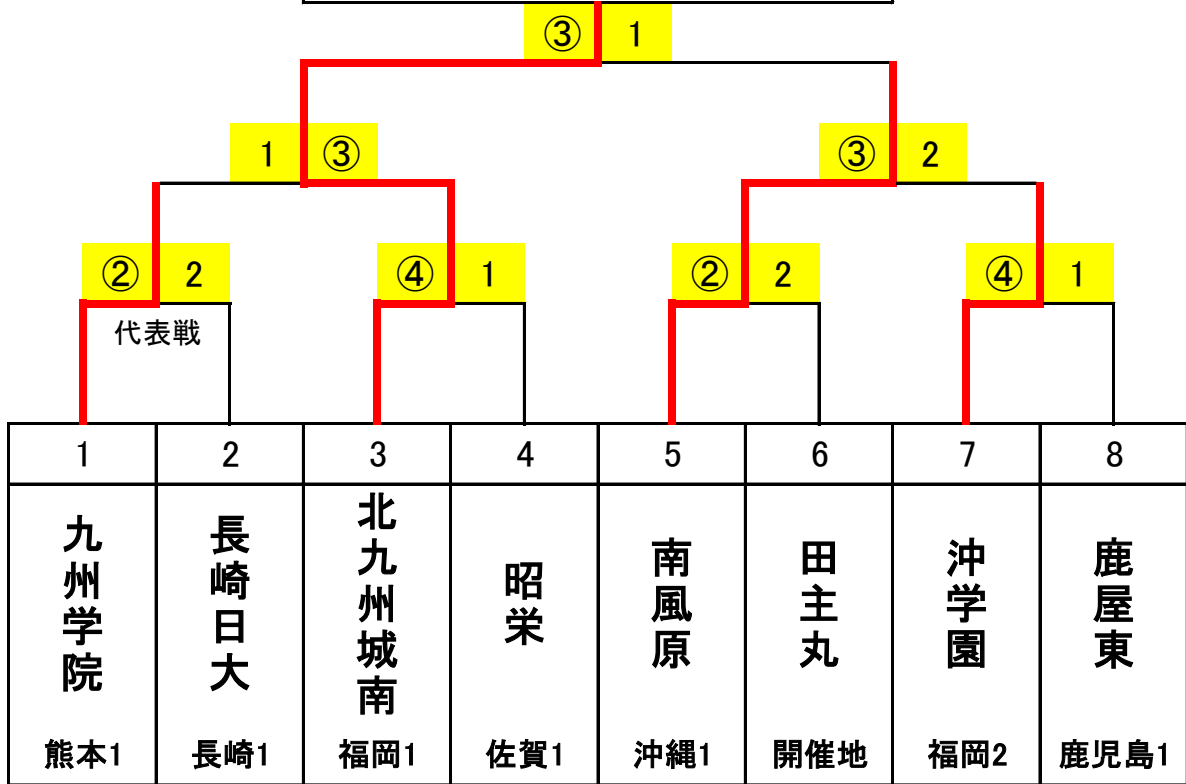 ③ 1
1 ③ ③ 2
② 2 ④ 1 ② 2 ④ 1
代表戦
1 2 3 4 5 6 7 8
九州学院 長崎日大 北九州城南 昭栄 南風原 田主丸 沖学園 鹿屋東
熊本1 長崎1 福岡1 佐賀1 沖縄1 開催地 福岡2 鹿児島1